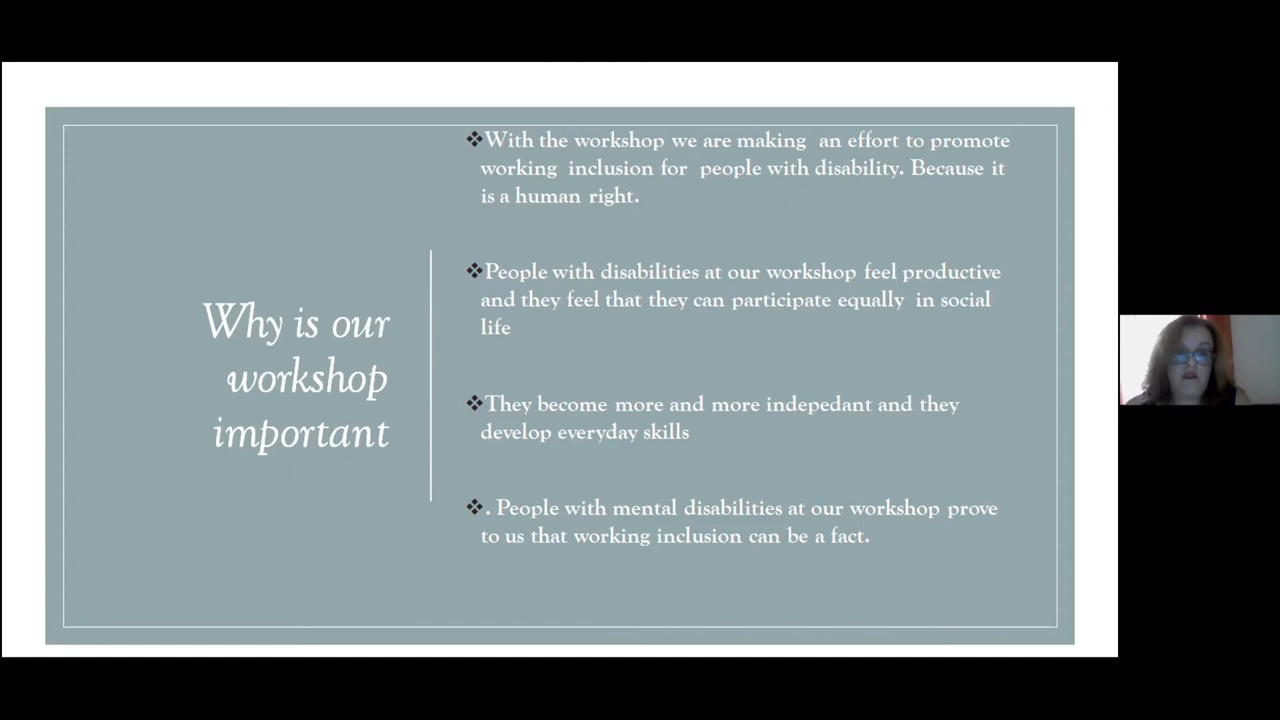 Why is our
workshop
important
❖With the workshop we are making  an effort to promote
working  inclusion for  people with disability. Because it
is a human right.
❖People with disabilities at our workshop feel productive
and they feel that they can participate equally  in social
life
❖They become more and more indepedant and they
develop everyday skills
❖. People with mental disabilities at our workshop prove
to us that working inclusion can be a fact.